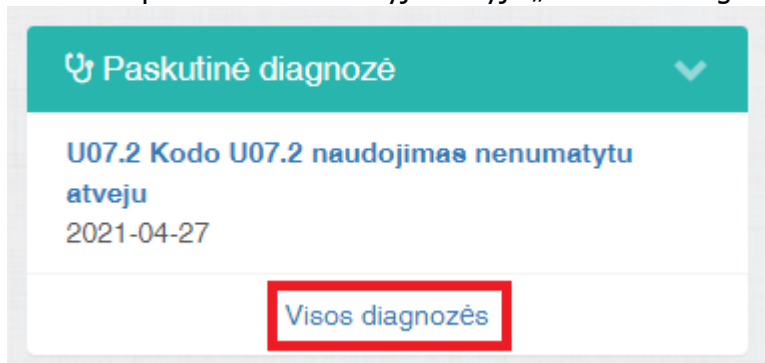 Paskutinė diagnozė
U07.2 Kodo U07.2 naudojimas nenumatytu
atveju
2021-04-27
Visos diagnozės